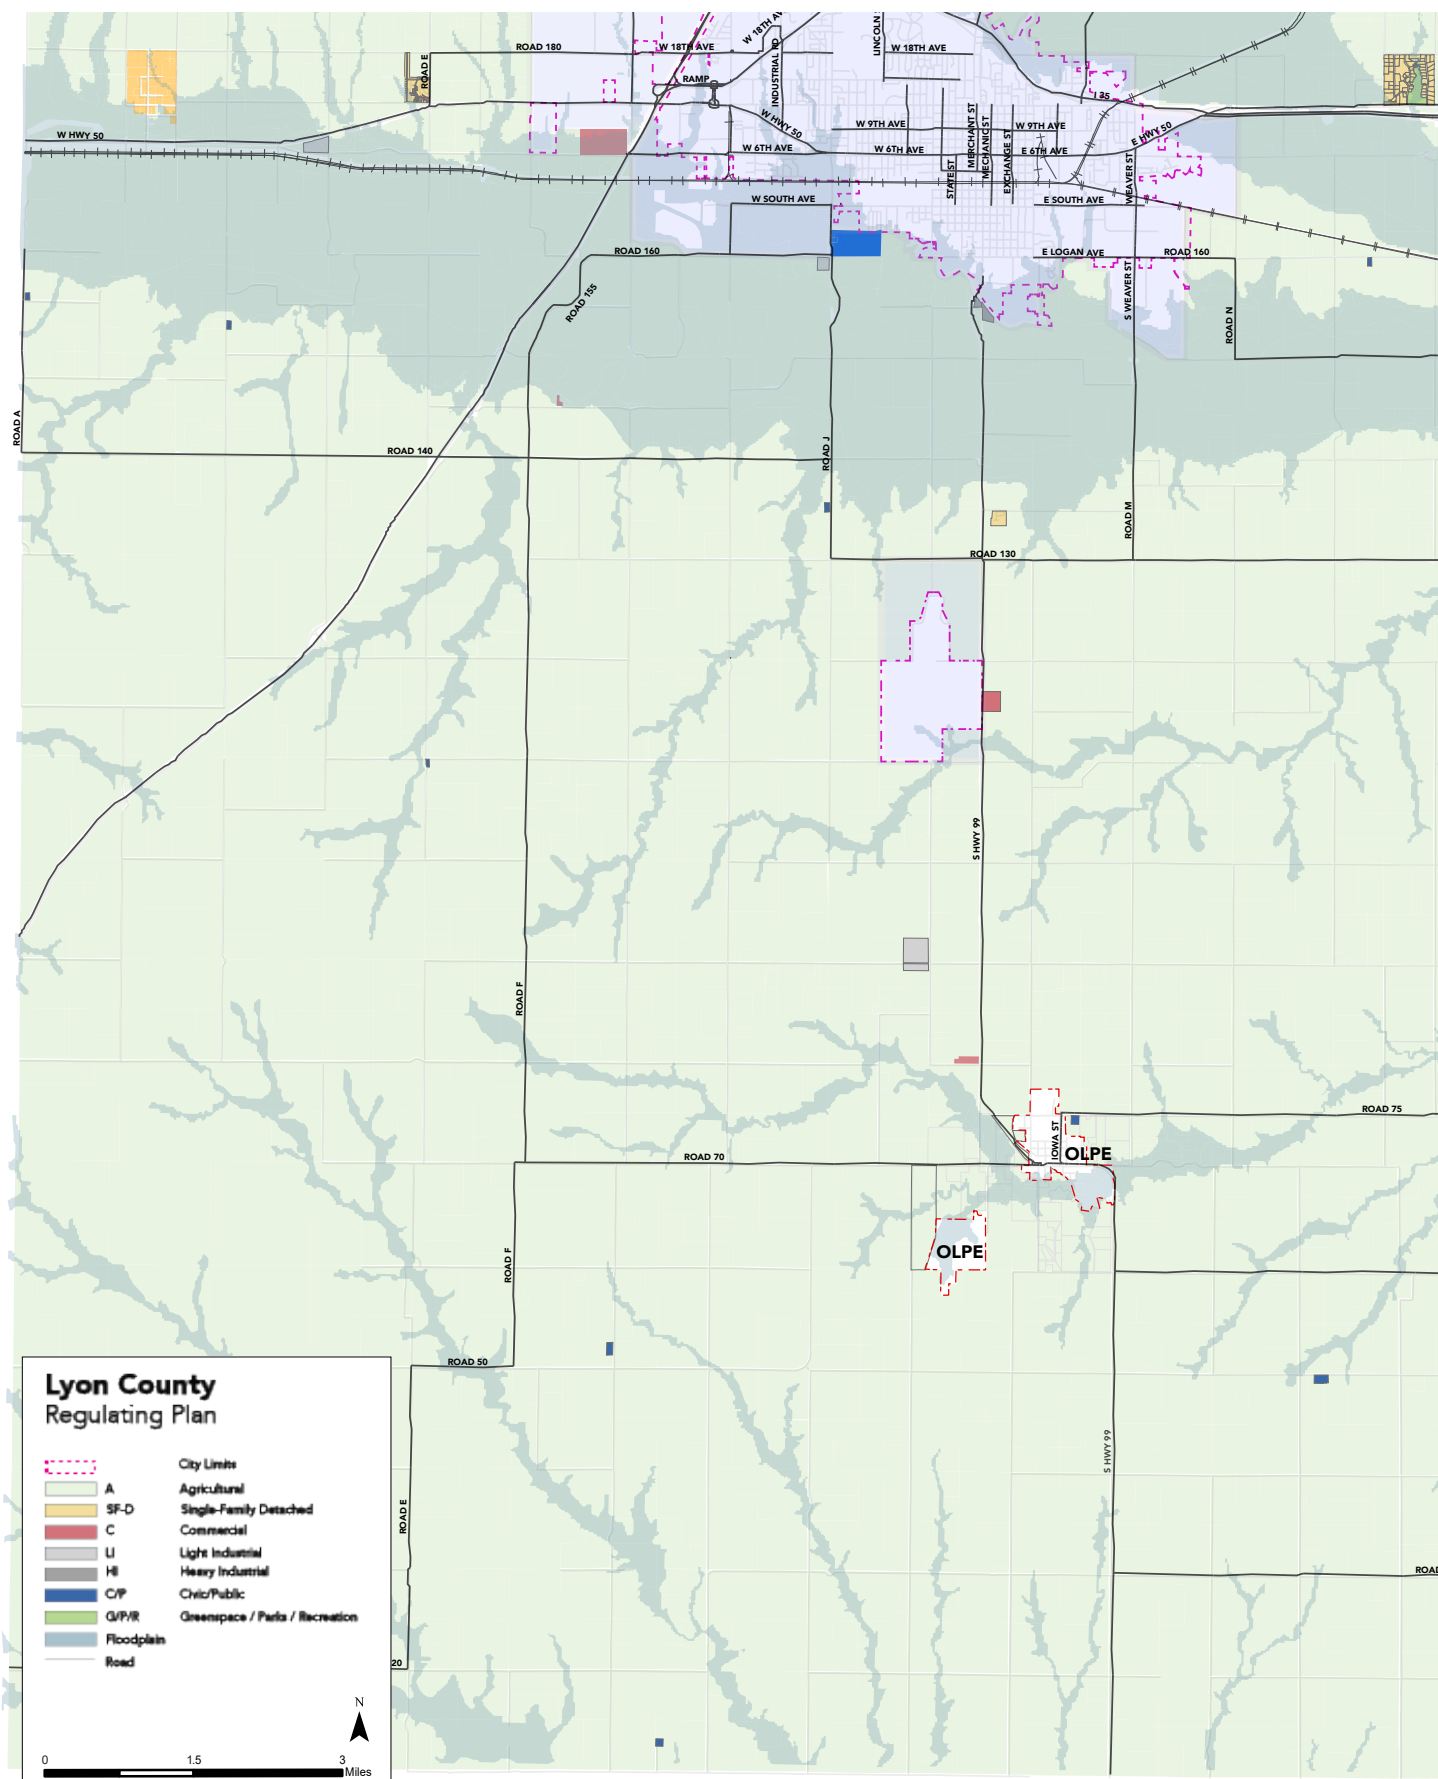 W 18TH AV
LINCOLN
ROAD 180
W 18TH AVE
W 18TH AVE
INDUSTRIAL RD
ROAD E
RAMP
I 35
W HWY 50
W HWY 50
W 9TH AVE
W 9TH AVE
MERCHANT ST
MECHANIC ST
EXCHANGE ST
STATE ST
E HWY 50
W 6TH AVE
W 6TH AVE
E 6TH AVE
WEAVER ST
W SOUTH AVE
E SOUTH AVE
ROAD 160
E LOGAN AVE
ROAD 160
ROAD 155
S WEAVER ST
ROAD N
ROAD A
ROAD 140
ROAD J
ROAD M
ROAD 130
S HWY 99
ROAD F
ROAD 75
IOWA ST
OLPE
ROAD 70
OLPE
ROAD F
ROAD 50
S HWY 99
ROAD E
ROAD
20
Lyon County
Regulating Plan
City Limits
A Agricultural
SF-D Single-Family Detached
C Commercial
LI Light Industrial
HI Heavy Industrial
C/P Civic/Public
G/P/R Greenspace / Parks / Recreation
Floodplain
Road
N
0 1.5 3
Miles